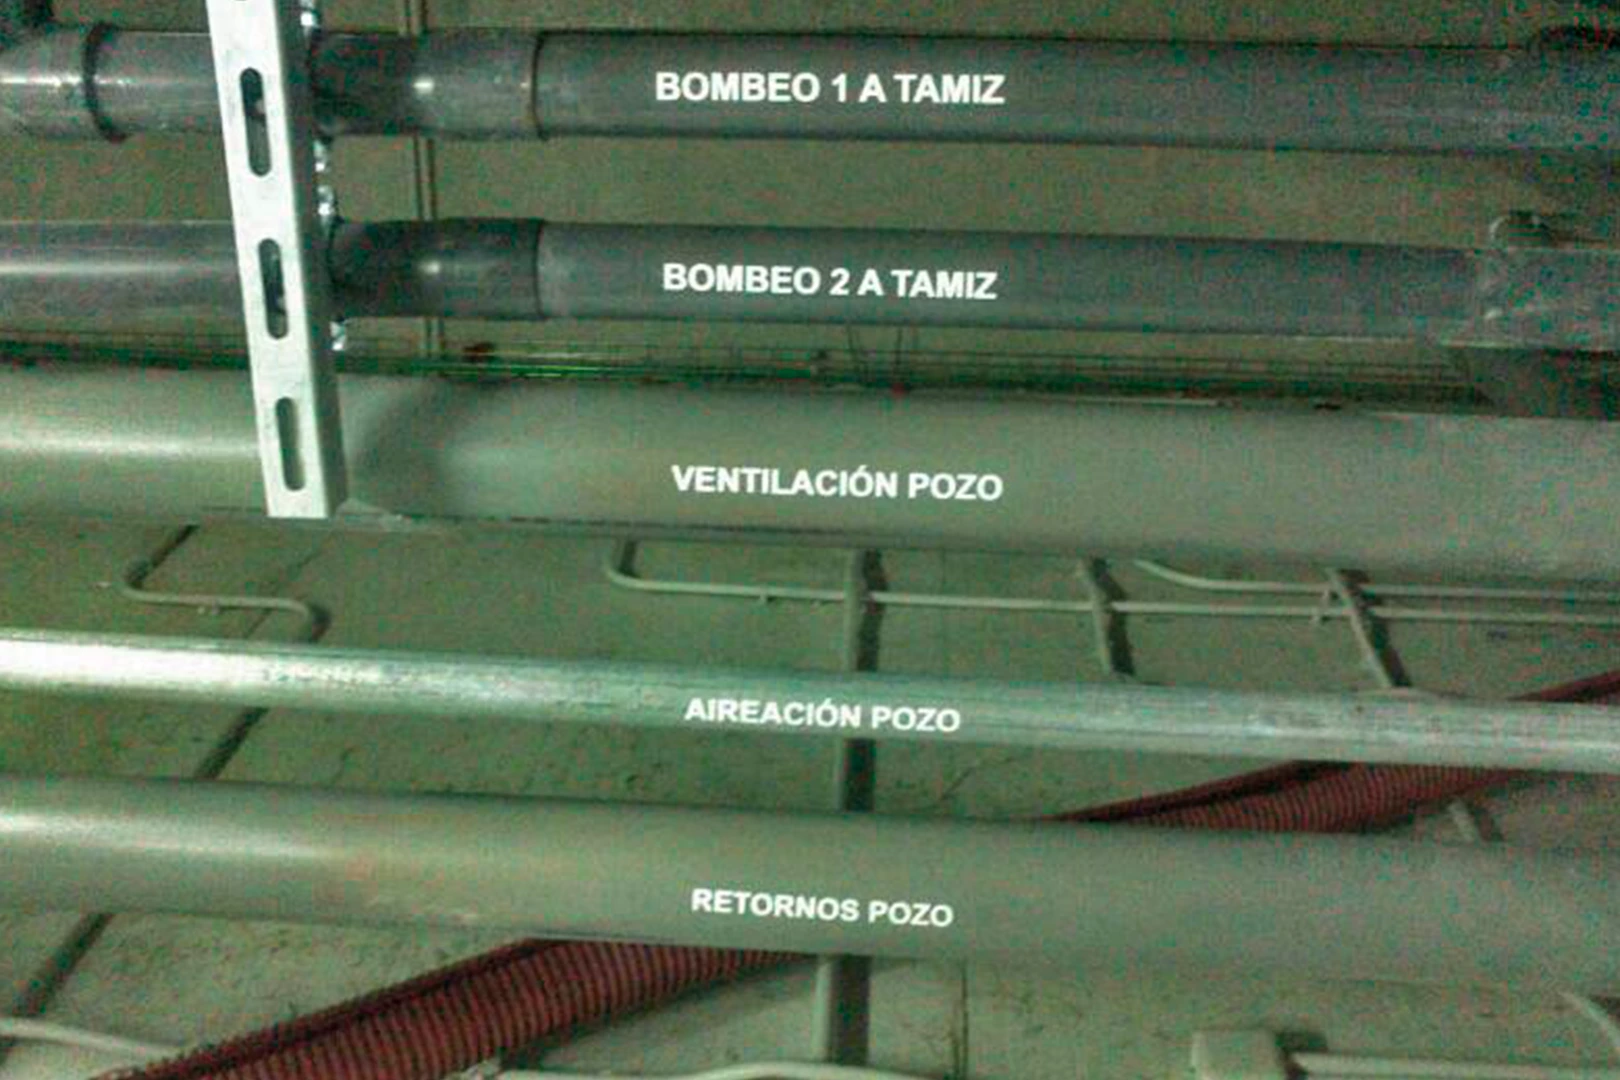 BOMBEO 1 A TAMIZ
BOMBEO 2 A TAMIZ
VENTILACIÓN POZO
AIREACIÓN POZO
RETORNOS POZO